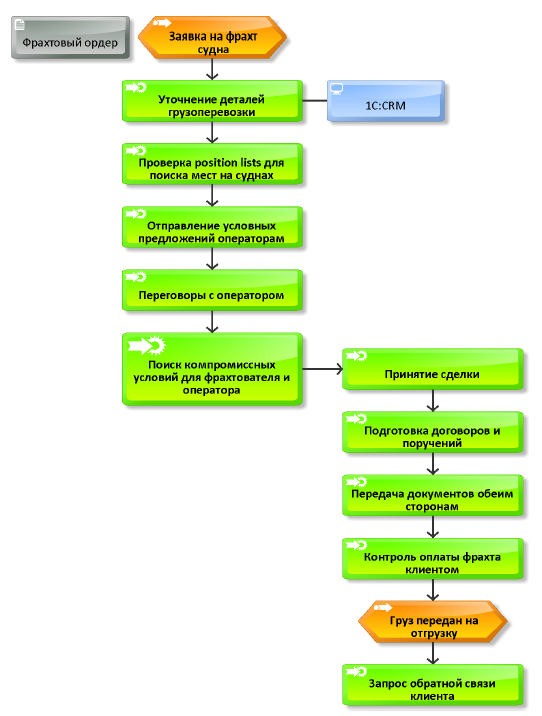 Фрахтовый ордер
Заявка на фрахт
судна
Уточнение деталей
грузоперевозки
1С:CRM
Проверка position lists для
поиска мест на суднах
Отправление условных
предложений операторам
Переговоры с оператором
Поиск компромиссных
условий для фрахтователя и
оператора
Принятие сделки
Подготовка договоров и
поручений
Передача документов обеим
сторонам
Контроль оплаты фрахта
клиентом
Груз передан на
отгрузку
Запрос обратной связи
клиента